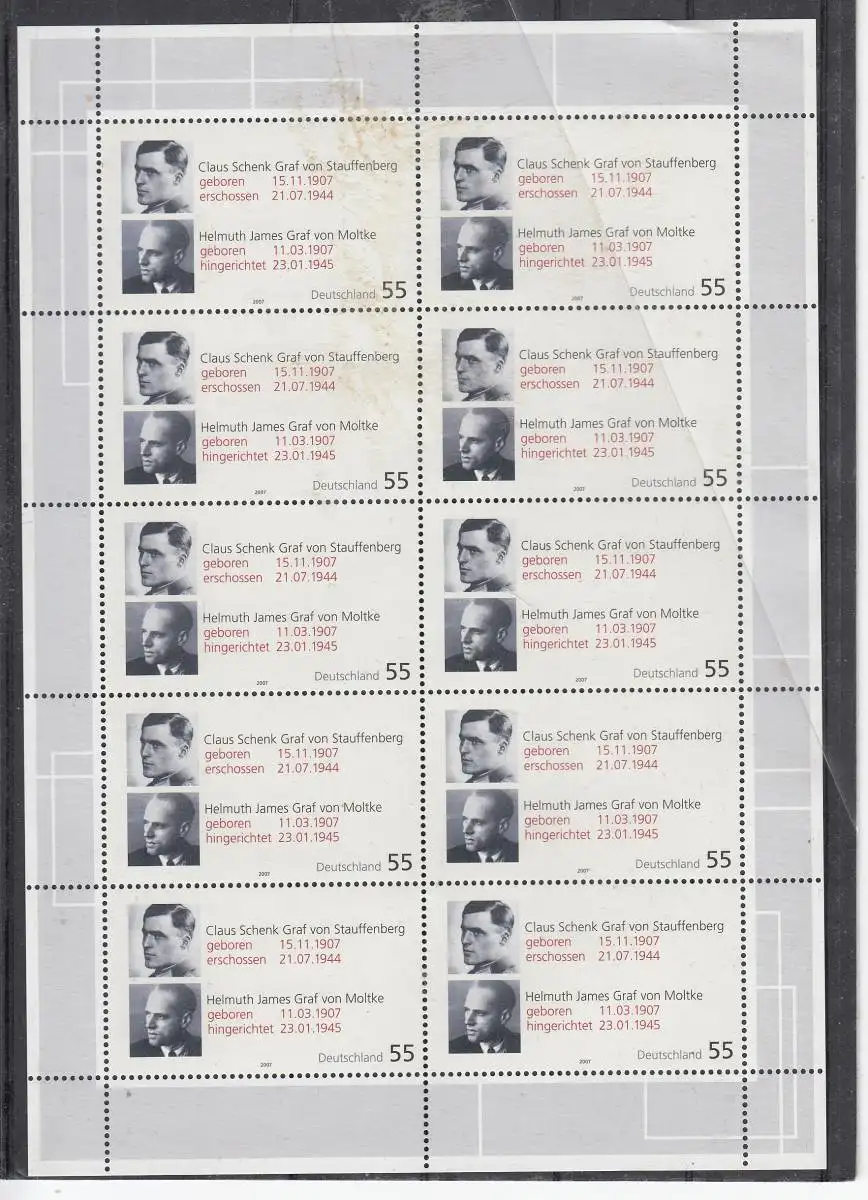 Claus Schenk Graf von Stauffenberg
geboren 15.11.1907
erschossen 21.07.1944
Helmuth James Graf von Moltke
geboren 11.03.1907
hingerichtet 23.01.1945
2007 Deutschland 55
Claus Schenk Graf von Stauffenberg
geboren 15.11.1907
erschossen 21.07.1944
Helmuth James Graf von Moltke
geboren 11.03.1907
hingerichtet 23.01.1945
2007 Deutschland 55
Claus Schenk Graf von Stauffenberg
geboren 15.11.1907
erschossen 21.07.1944
Helmuth James Graf von Moltke
geboren 11.03.1907
hingerichtet 23.01.1945
2007 Deutschland 55
Claus Schenk Graf von Stauffenberg
geboren 15.11.1907
erschossen 21.07.1944
Helmuth James Graf von Moltke
geboren 11.03.1907
hingerichtet 23.01.1945
2007 Deutschland 55
Claus Schenk Graf von Stauffenberg
geboren 15.11.1907
erschossen 21.07.1944
Helmuth James Graf von Moltke
geboren 11.03.1907
hingerichtet 23.01.1945
2007 Deutschland 55
Claus Schenk Graf von Stauffenberg
geboren 15.11.1907
erschossen 21.07.1944
Helmuth James Graf von Moltke
geboren 11.03.1907
hingerichtet 23.01.1945
2007 Deutschland 55
Claus Schenk Graf von Stauffenberg
geboren 15.11.1907
erschossen 21.07.1944
Helmuth James Graf von Moltke
geboren 11.03.1907
hingerichtet 23.01.1945
2007 Deutschland 55
Claus Schenk Graf von Stauffenberg
geboren 15.11.1907
erschossen 21.07.1944
Helmuth James Graf von Moltke
geboren 11.03.1907
hingerichtet 23.01.1945
2007 Deutschland 55
Claus Schenk Graf von Stauffenberg
geboren 15.11.1907
erschossen 21.07.1944
Helmuth James Graf von Moltke
geboren 11.03.1907
hingerichtet 23.01.1945
2007 Deutschland 55
Claus Schenk Graf von Stauffenberg
geboren 15.11.1907
erschossen 21.07.1944
Helmuth James Graf von Moltke
geboren 11.03.1907
hingerichtet 23.01.1945
2007 Deutschland 55